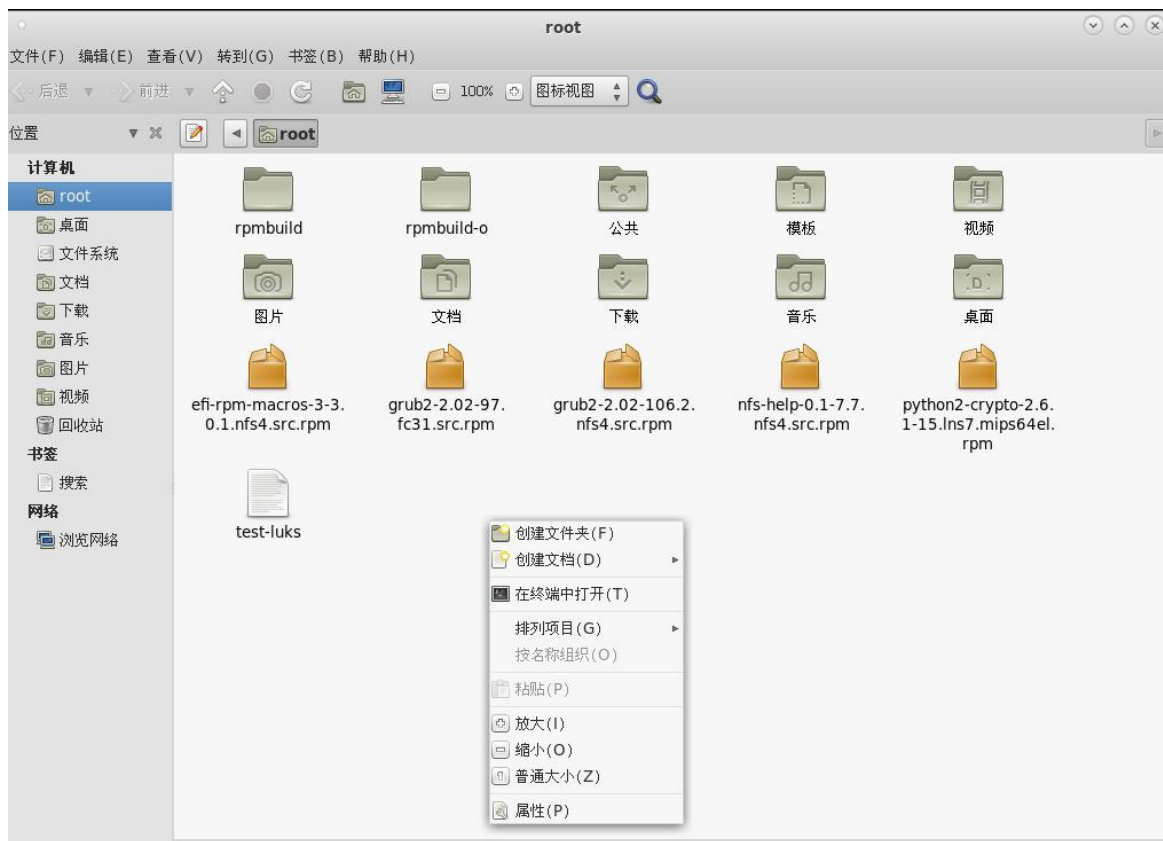 root
文件(F) 编辑(E) 查看(V) 转到(G) 书签(B) 帮助(H)
后退 前进 100% 图标视图
位置 root
计算机
root
桌面
文件系统
文档
下载
音乐
图片
视频
回收站
书签
搜索
网络
浏览网络
rpmbuild rpmbuild-o 公共 模板 视频
图片 文档 下载 音乐 桌面
efi-rpm-macros-3-3.
0.1.nfs4.src.rpm
grub2-2.02-97.
fc31.src.rpm
grub2-2.02-106.2.
nfs4.src.rpm
nfs-help-0.1-7.7.
nfs4.src.rpm
python2-crypto-2.6.
1-15.lns7.mips64el.
rpm
test-luks
创建文件夹(F)
创建文档(D)
在终端中打开(T)
排列项目(G)
按名称组织(O)
粘贴(P)
放大(I)
缩小(O)
普通大小(Z)
属性(P)